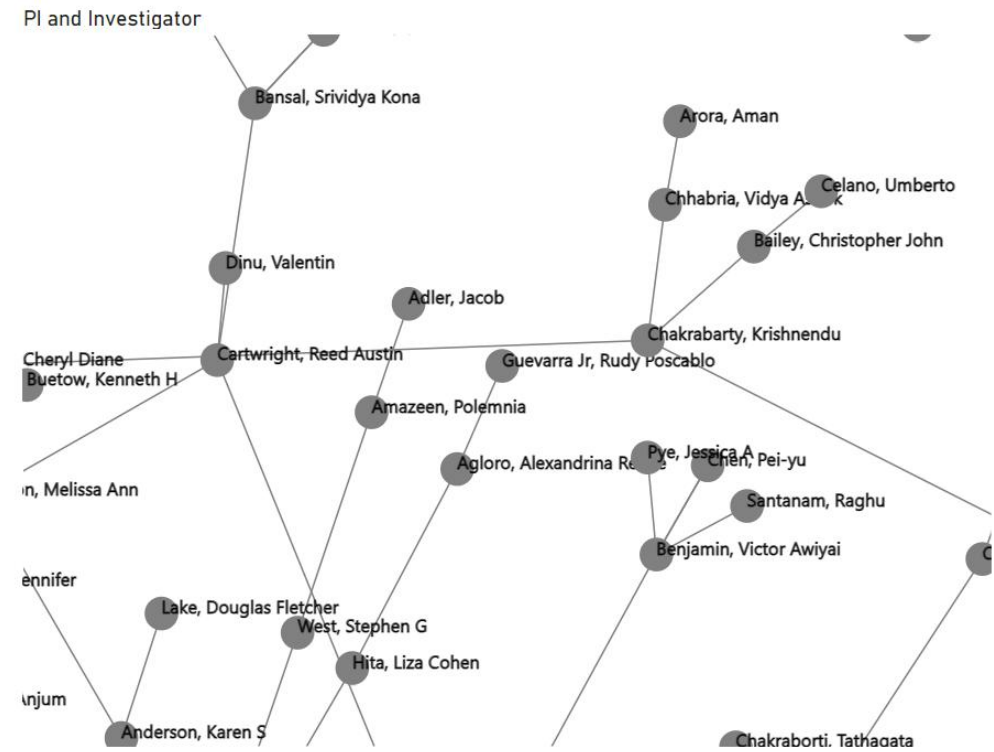 PI and Investigator
Bansal, Srividya Kona
Arora, Aman
Celano, Umberto
Chhabria, Vidya
Bailey, Christopher John
Dinu, Valentin
Adler, Jacob
Chakrabarty, Krishnendu
Cartwright, Reed Austin
Cheryl Diane
Guevarra Jr, Rudy Poscablo
Buetow, Kenneth H
Amazeen, Polemnia
Pye, Jessica A
Chen, Pei-yu
Agloro, Alexandrina
n, Melissa Ann
Santanam, Raghu
Benjamin, Victor Awiyai
C
ennifer
Lake, Douglas Fletcher
West, Stephen G
Hita, Liza Cohen
Anjum
Anderson, Karen S
Chakraborti, Tathagata